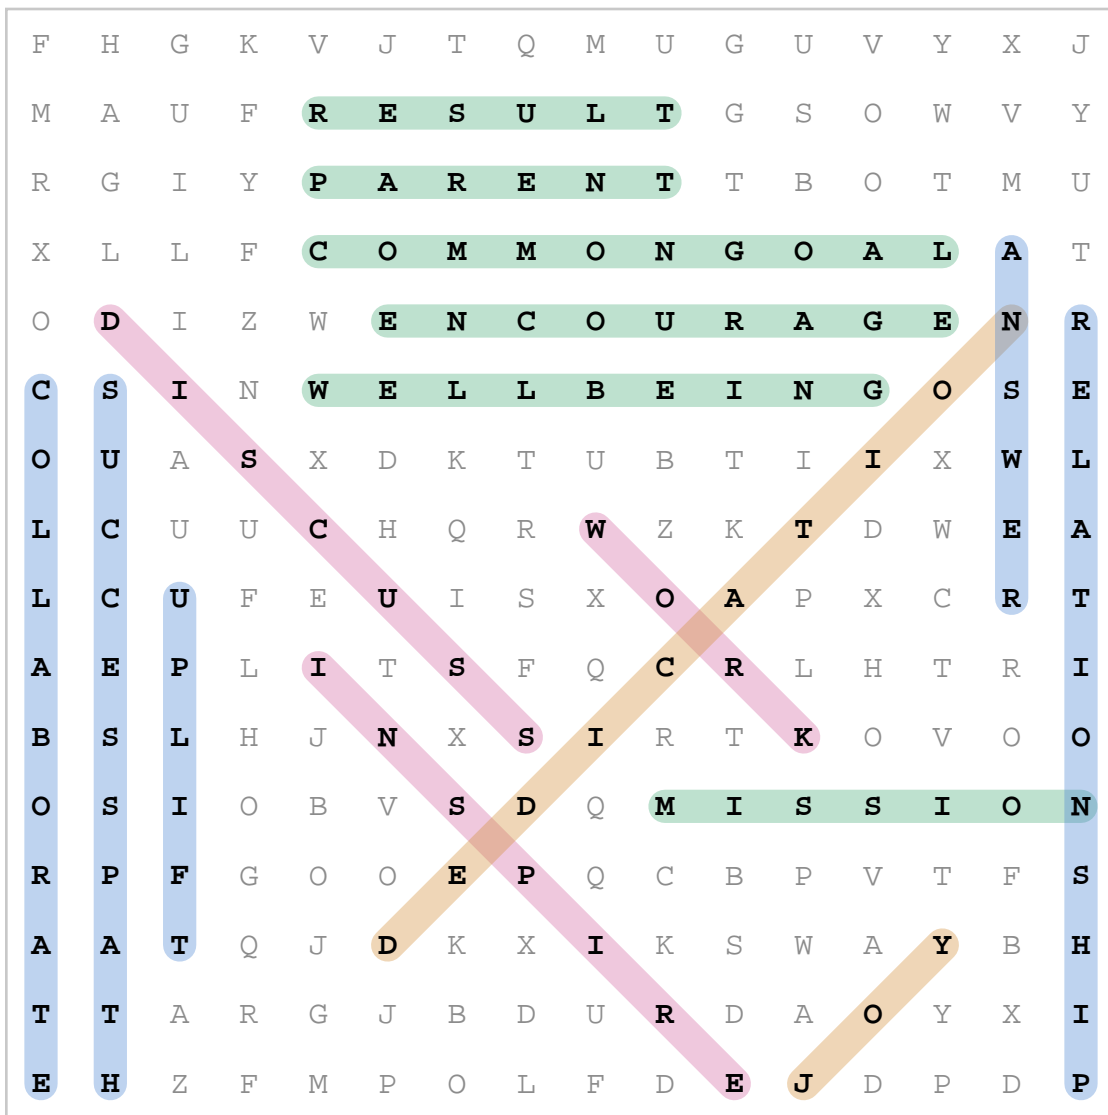 F H G K V J T Q M U G U V Y X J
M A U F R E S U L T G S O W V Y
R G I Y P A R E N T T B O T M U
X L L F C O M M O N G O A L A T
O D I Z W E N C O U R A G E N R
C S I N W E L L B E I N G O S E
O U A S X D K T U B T I I X W L
L C U U C H Q R W Z K T D W E A
L C U F E U I S X O A P X C R T
A E P L I T S F Q C R L H T R I
B S L H J N X S I R T K O V O O
O S I O B V S D Q M I S S I O N
R P F G O O E P Q C B P V T F S
A A T Q J D K X I K S W A Y B H
T T A R G J B D U R D A O Y X I
E H Z F M P O L F D E J D P D P